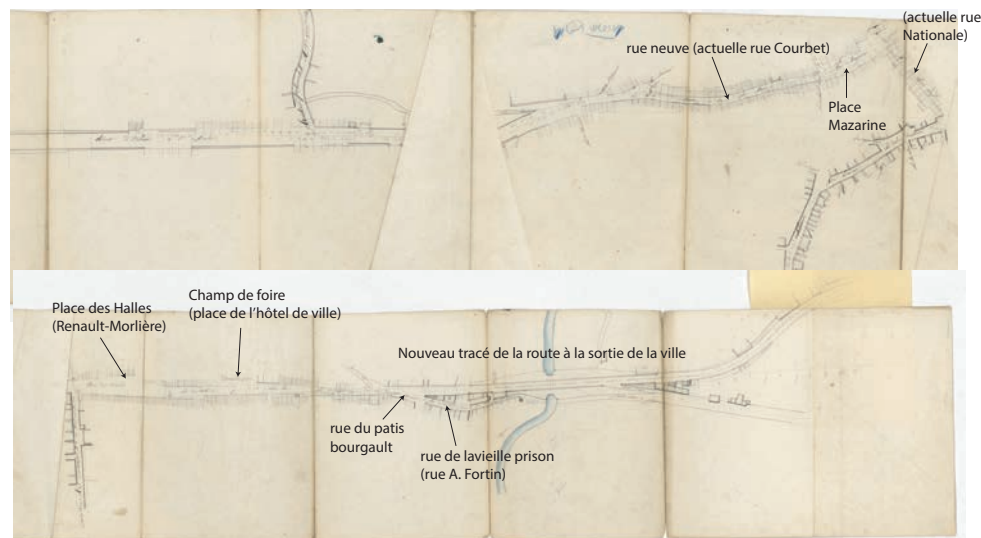 (actuelle rue
Nationale)
rue neuve (actuelle rue Courbet)
Place
Mazarine
Place des Halles
(Renault-Morlière)
Champ de foire
(place de l'hôtel de ville)
Nouveau tracé de la route à la sortie de la ville
rue du patis
bourgault
rue de lavieille prison
(rue A. Fortin)